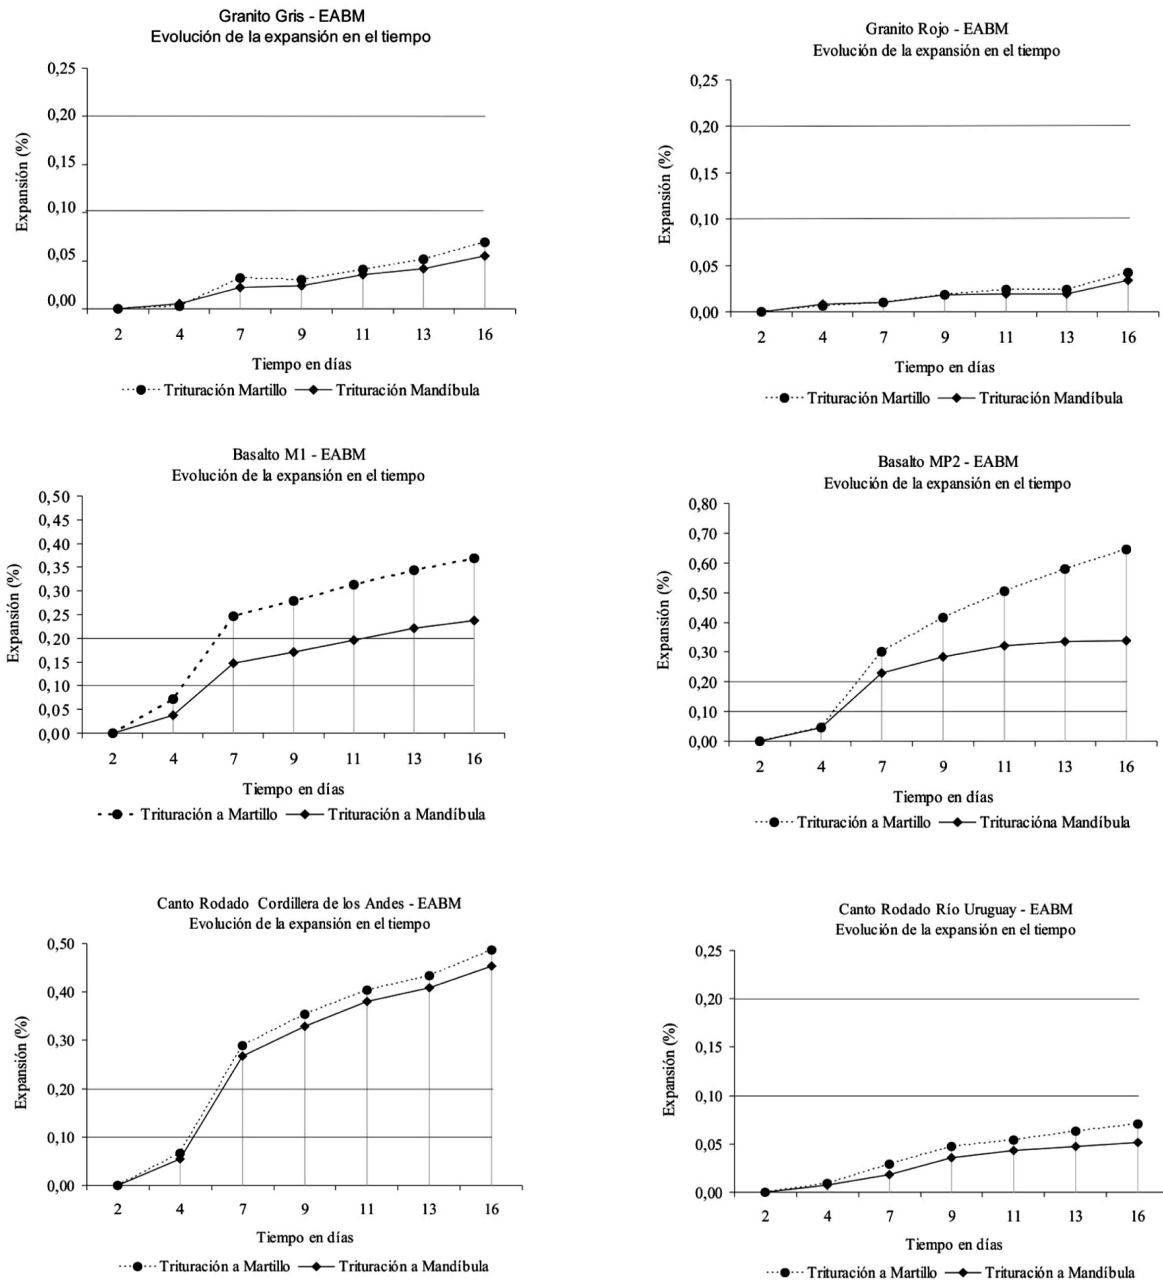 Granito Gris - EABM
Evolución de la expansión en el tiempo
0,25
0,20
0,15
0,10
0,05
0,00
Expansión (%)
2 4 7 9 11 13 16
Tiempo en días
Trituración Martillo Trituración Mandíbula
Granito Rojo - EABM
Evolución de la expansión en el tiempo
0,25
0,20
0,15
0,10
0,05
0,00
Expansión (%)
2 4 7 9 11 13 16
Tiempo en días
Trituración Martillo Trituración Mandíbula
Basalto M1 - EABM
Evolución de la expansión en el tiempo
0,50
0,45
0,40
0,35
0,30
0,25
0,20
0,15
0,10
0,05
0,00
Expansión (%)
2 4 7 9 11 13 16
Tiempo en días
Trituración a Martillo Trituración a Mandíbula
Basalto MP2 - EABM
Evolución de la expansión en el tiempo
0,80
0,70
0,60
0,50
0,40
0,30
0,20
0,10
0,00
Expansión (%)
2 4 7 9 11 13 16
Tiempo en días
Trituración a Martillo Trituracióna Mandíbula
Canto Rodado Cordillera de los Andes - EABM
Evolución de la expansión en el tiempo
0,50
0,40
0,30
0,20
0,10
0,00
Expansión (%)
2 4 7 9 11 13 16
Tiempo en días
Trituración a Martillo Trituración a Mandíbula
Canto Rodado Río Uruguay - EABM
Evolución de la expansión en el tiempo
0,25
0,20
0,15
0,10
0,05
0,00
Expansión (%)
2 4 7 9 11 13 16
Tiempo en días
Trituración a Martillo Trituración a Mandíbula